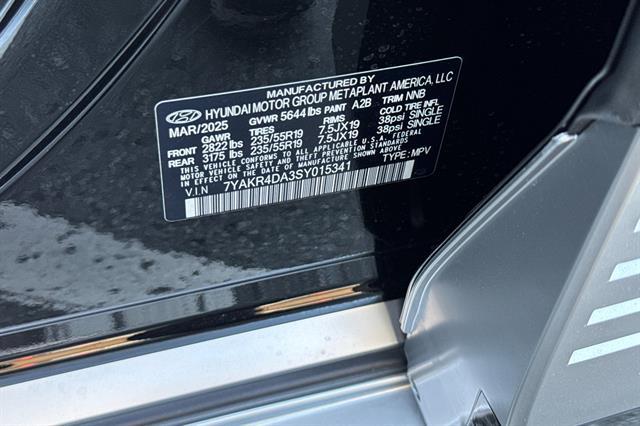 MANUFACTURED BY
HYUNDAI MOTOR GROUP METAPLANT AMERICA, LLC
MAR/2025 GVWR 5644 lbs PAINT A2B TRIM NNB
GAWR TIRES RIMS COLD TIRE INFL
FRONT 2822 lbs 235/55R19 7.5JX19 38psi SINGLE
REAR 3175 lbs 235/55R19 7.5JX19 38psi SINGLE
THIS VEHICLE CONFORMS TO ALL APPLICABLE U.S.A. FEDERAL
MOTOR VEHICLE SAFETY AND THEFT PREVENTION STANDARDS
IN EFFECT ON THE DATE OF MANUFACTURE SHOWN ABOVE.
V.I.N 7YAKR4DA3SY015341 TYPE: MPV